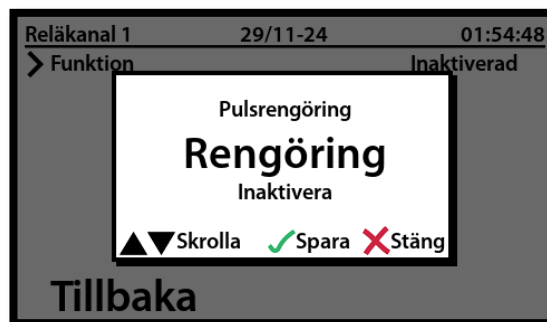 Reläkanal 1 29/11-24 01:54:48
Funktion Inaktiverad
Pulsrengöring
Rengöring
Inaktivera
Skrolla Spara Stäng
Tillbaka